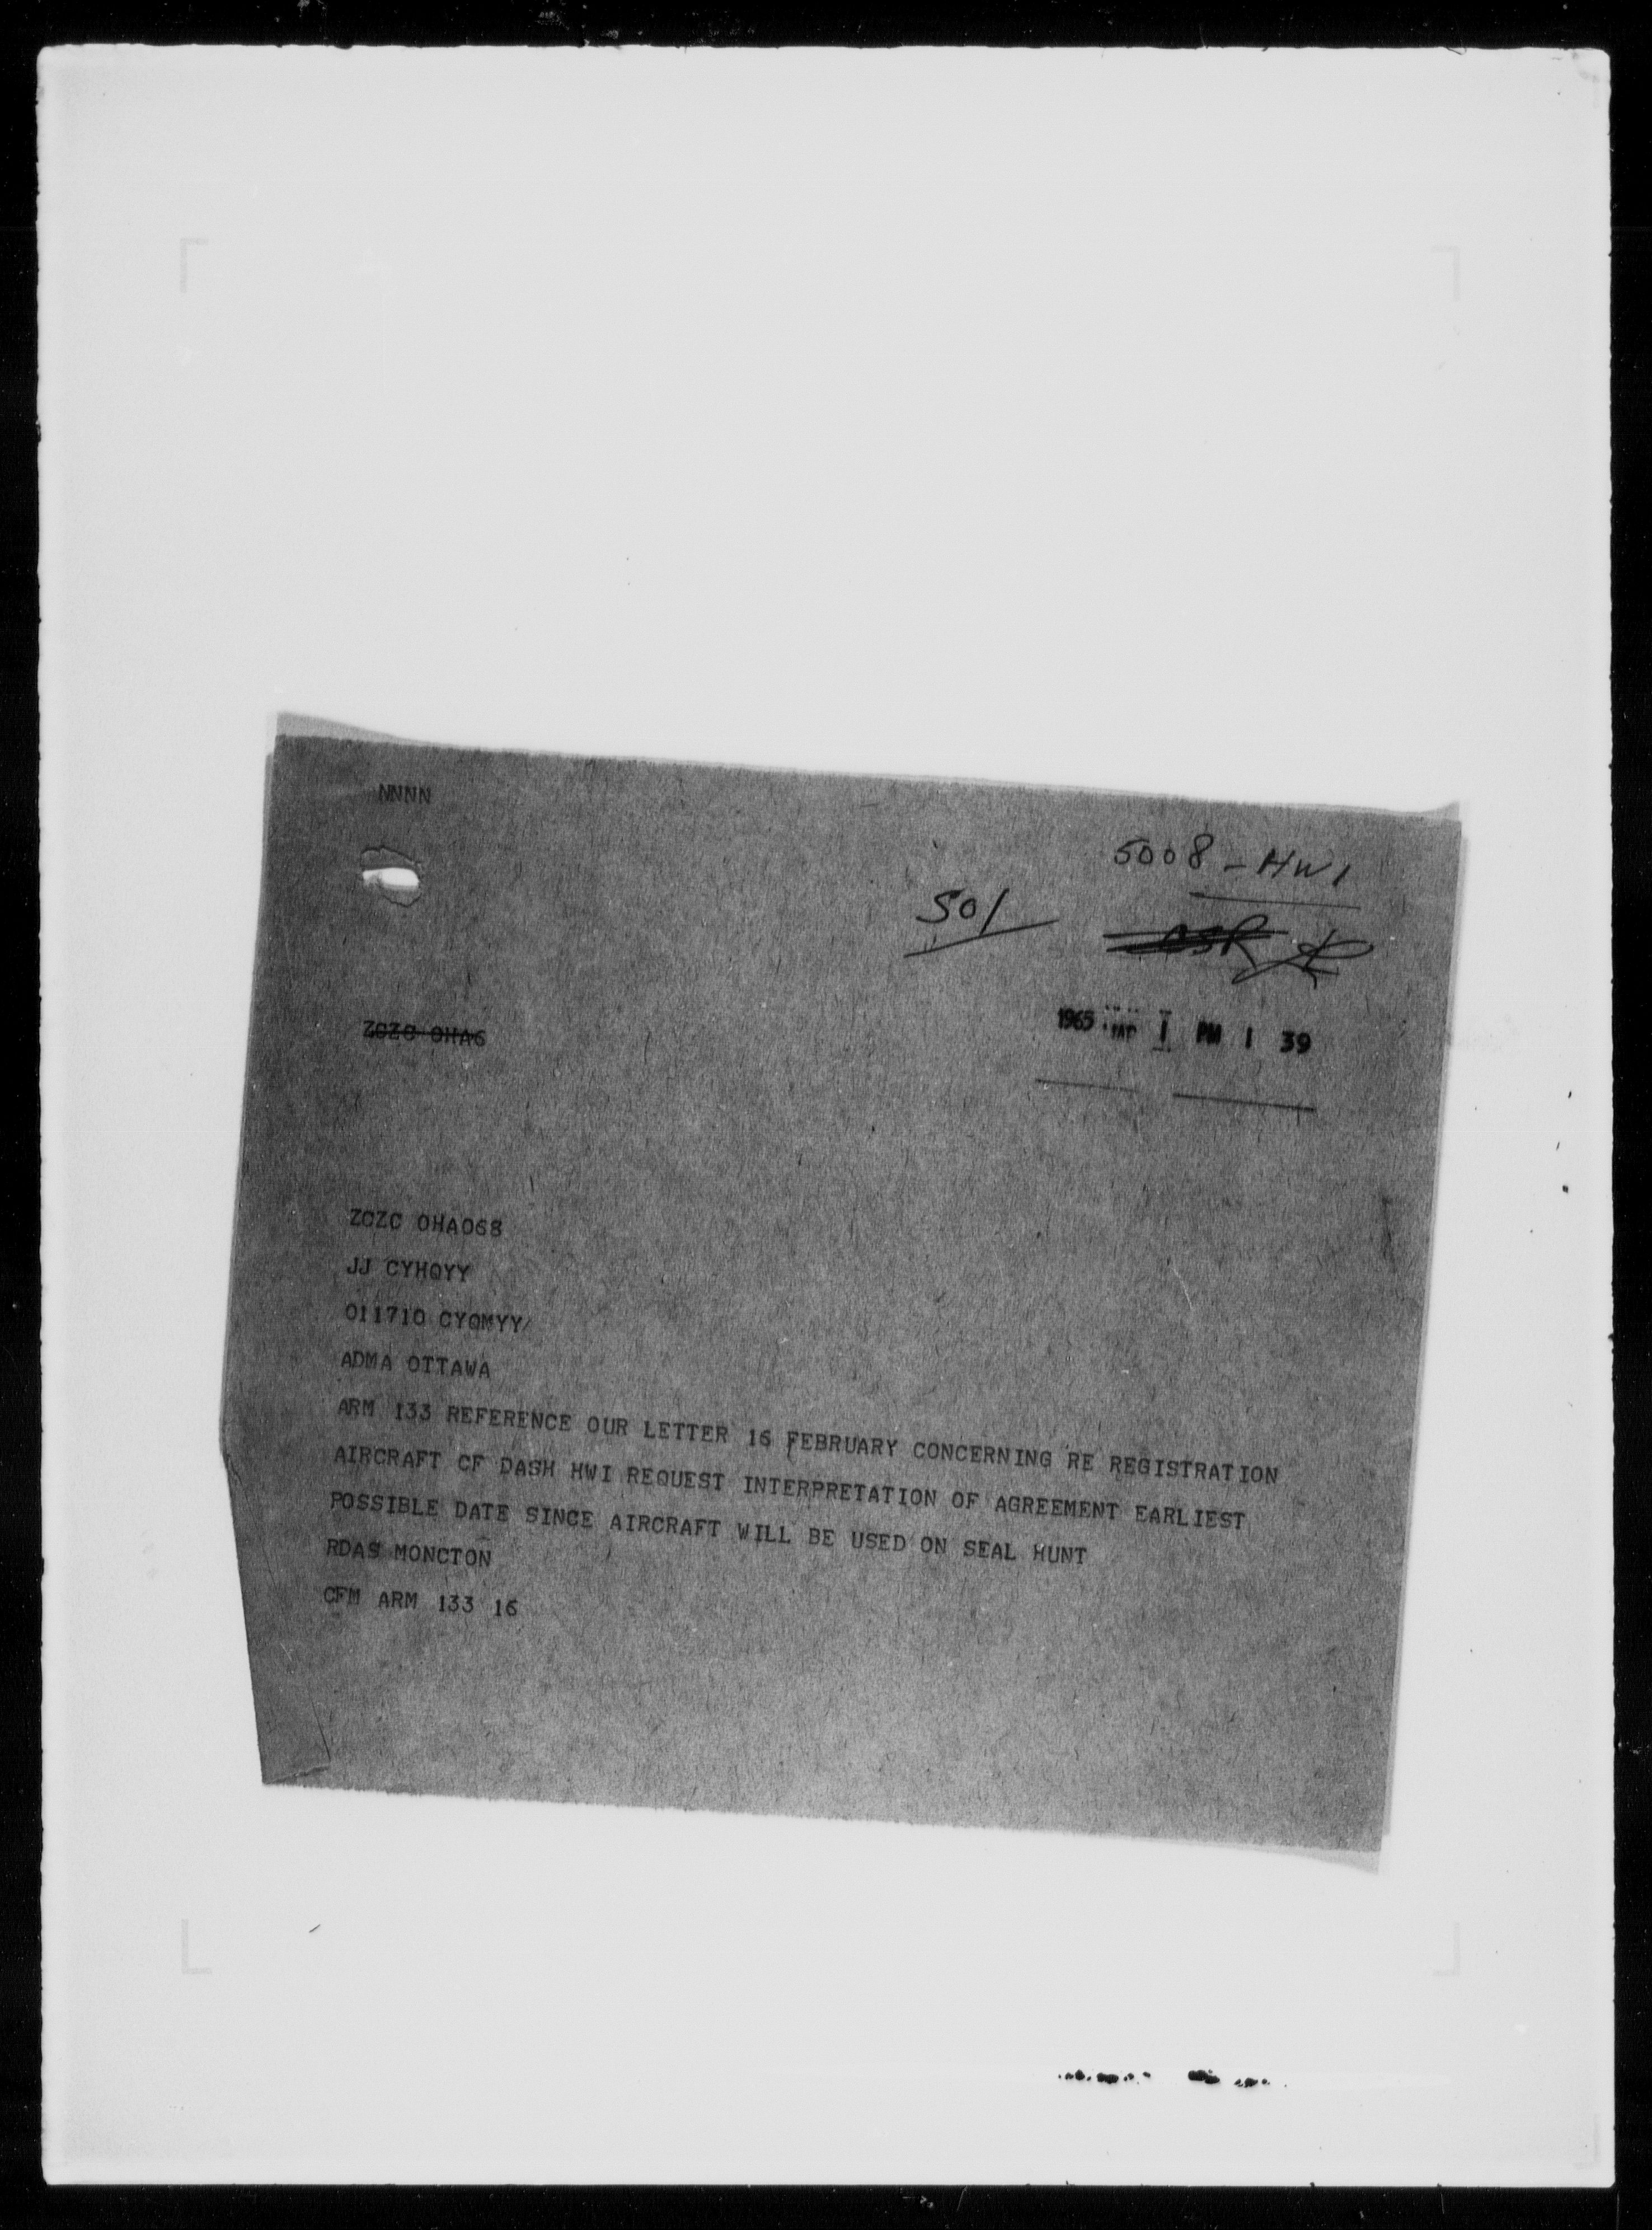 NNNN
5008 - HWI
501
ZCZC OHA6
1965 MAR 1 PM 1 39
ZCZC OHA068
JJ CYHQYY
011710 CYQMYY
ADMA OTTAWA
ARM 133 REFERENCE OUR LETTER 16 FEBRUARY CONCERNING RE REGISTRATION
AIRCRAFT CF DASH HWI REQUEST INTERPRETATION OF AGREEMENT EARLIEST
POSSIBLE DATE SINCE AIRCRAFT WILL BE USED ON SEAL HUNT
RDAS MONCTON
CFM ARM 133 16